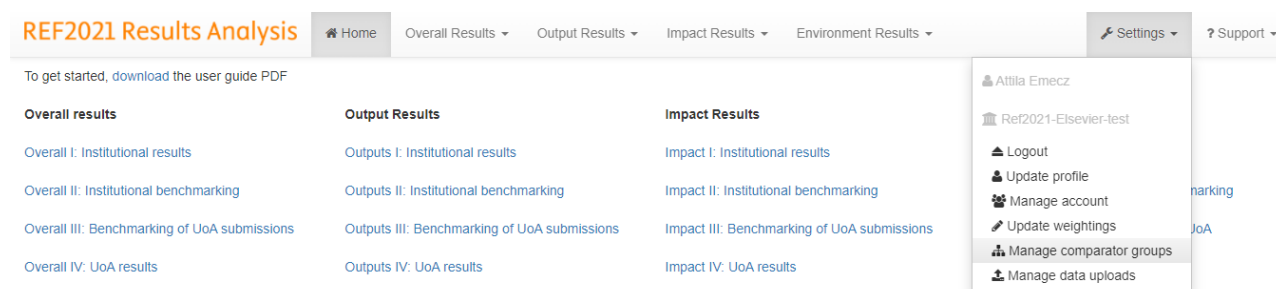 REF2021 Results Analysis Home Overall Results Output Results Impact Results Environment Results Settings ? Support
To get started, download the user guide PDF
Attila Emecz
Overall results Output Results Impact Results
Ref2021-Elsevier-test
Overall I: Institutional results Outputs I: Institutional results Impact I: Institutional results
Logout
Update profile
Overall II: Institutional benchmarking Outputs II: Institutional benchmarking Impact II: Institutional benchmarking marking
Manage account
Update weightings
Overall III: Benchmarking of UoA submissions Outputs III: Benchmarking of UoA submissions Impact III: Benchmarking of UoA submissions JoA
Manage comparator groups
Overall IV: UoA results Outputs IV: UoA results Impact IV: UoA results
Manage data uploads